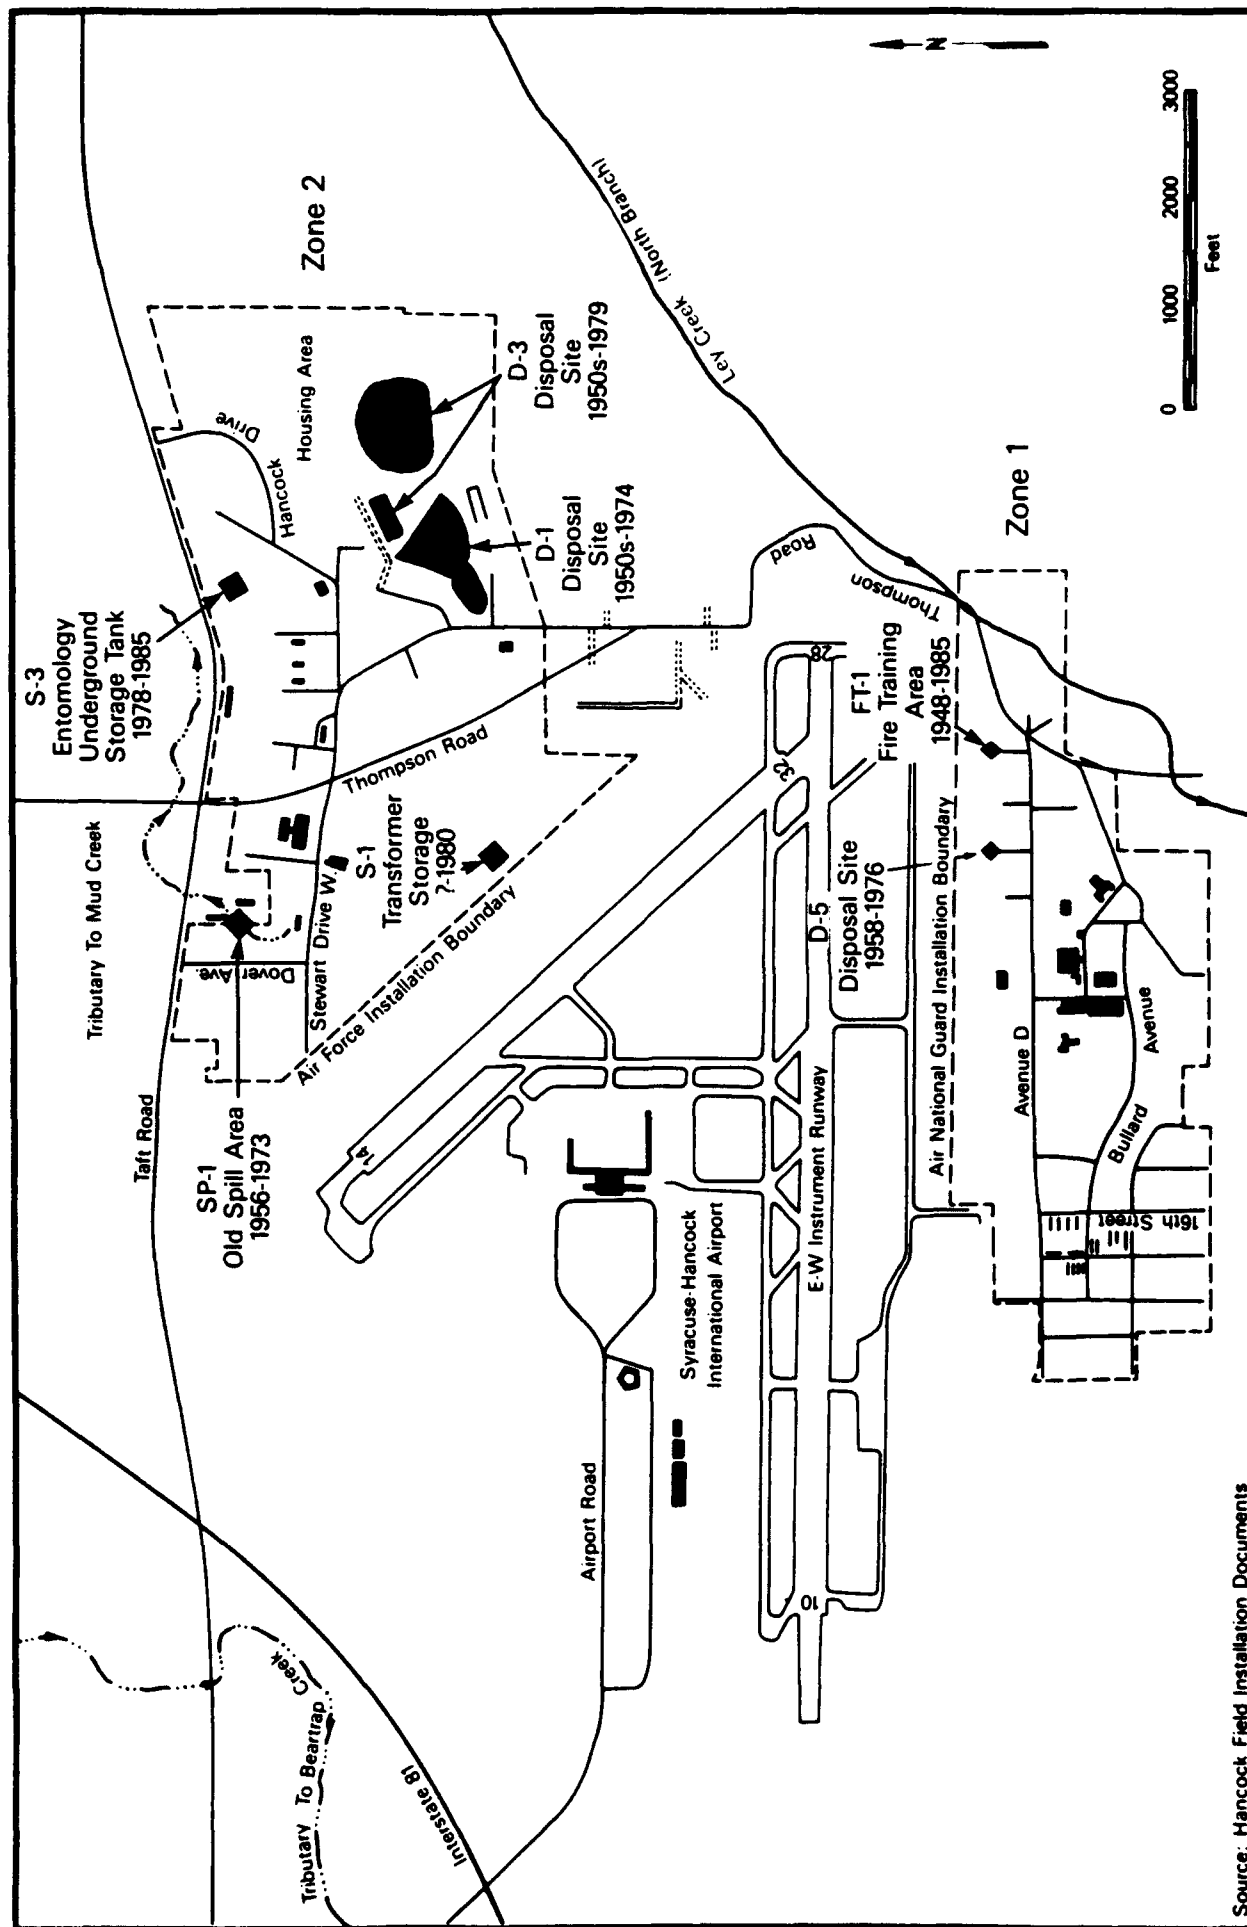 Taft Road
Tributary To Mud Creek
S-3
Entomology
Underground
Storage Tank
1978-1985
SP-1
Old Spill Area
1956-1973
Dover Ave.
Stewart Drive W.
S-1
Transformer
Storage
?-1980
Thompson Road
Air Force Installation Boundary
Hancock
Drive
Housing Area
Zone 2
D-3
Disposal
Site
1950s-1979
D-1
Disposal
Site
1950s-1974
Tributary To Beartrap
Creek
Interstate 81
Airport Road
Syracuse-Hancock
International Airport
14
32
28
10
E-W Instrument Runway
Thompson
Road
Ley Creek (North Branch)
N
D-5
Disposal Site
1958-1976
FT-1
Fire Training
Area
1948-1985
Zone 1
Air National Guard Installation Boundary
Avenue D
Bullard
Avenue
16th Street
0 1000 2000 3000
Feet
Source: Hancock Field Installation Documents